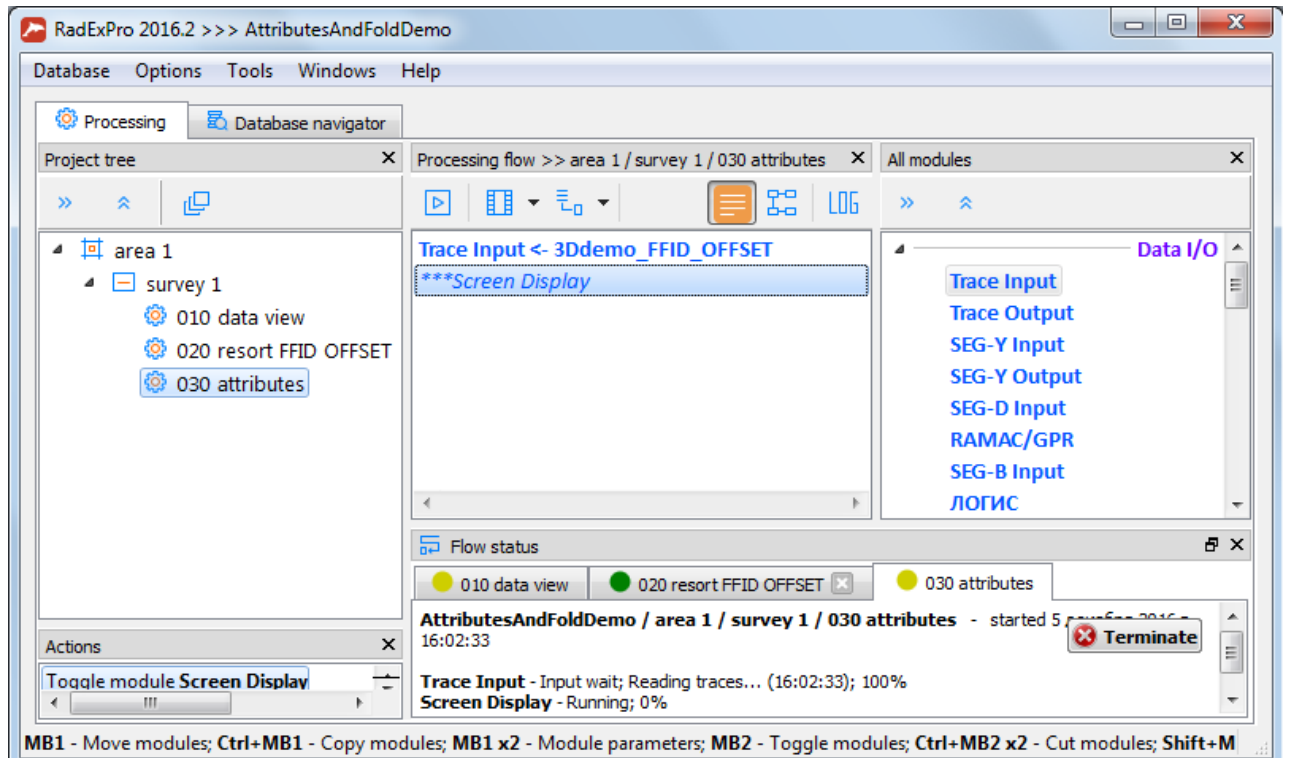 RadExPro 2016.2 >>> AttributesAndFoldDemo
Database Options Tools Windows Help
Processing Database navigator
Project tree
area 1
survey 1
010 data view
020 resort FFID OFFSET
030 attributes
Actions
Toggle module Screen Display
Processing flow >> area 1 / survey 1 / 030 attributes
LOG
Trace Input <- 3Ddemo_FFID_OFFSET
***Screen Display
All modules
Data I/O
Trace Input
Trace Output
SEG-Y Input
SEG-Y Output
SEG-D Input
RAMAC/GPR
SEG-B Input
ЛОГИС
Flow status
010 data view 020 resort FFID OFFSET 030 attributes
AttributesAndFoldDemo / area 1 / survey 1 / 030 attributes - started 5
16:02:33
Terminate
Trace Input - Input wait; Reading traces... (16:02:33); 100%
Screen Display - Running; 0%
MB1 - Move modules; Ctrl+MB1 - Copy modules; MB1 x2 - Module parameters; MB2 - Toggle modules; Ctrl+MB2 x2 - Cut modules; Shift+M